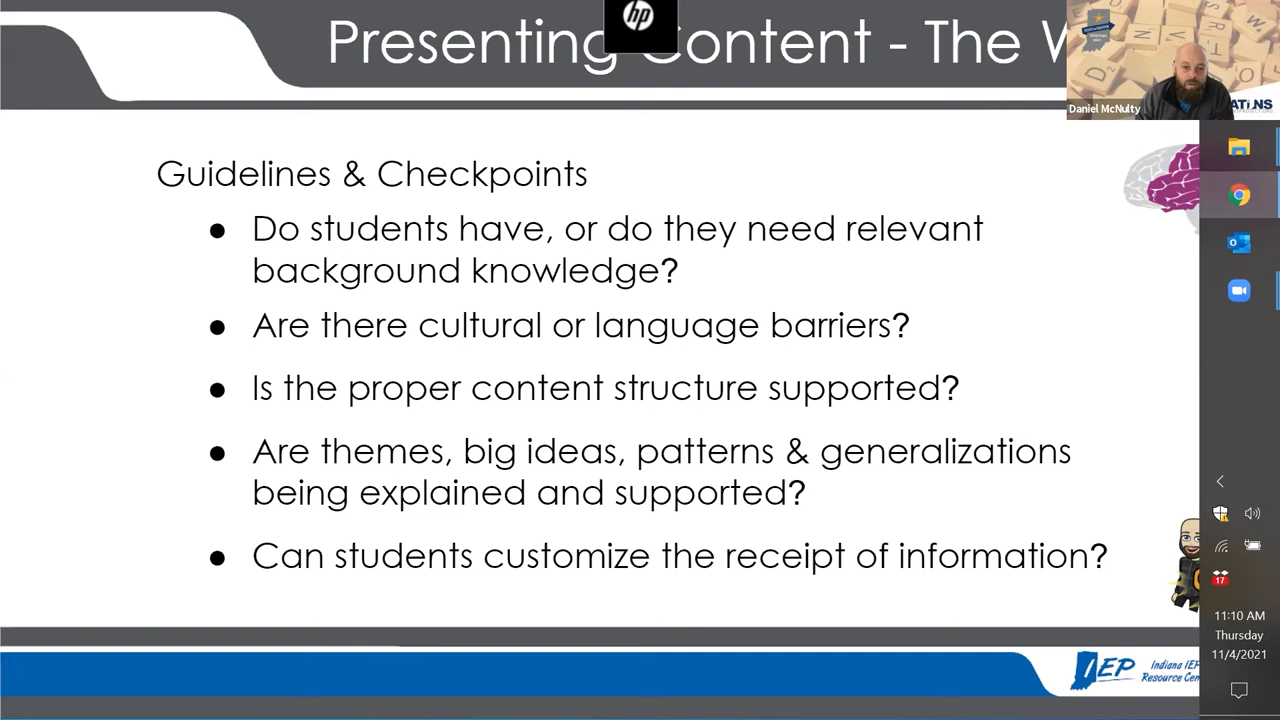 hp
Presenting Content - The W
Daniel McNulty
Guidelines & Checkpoints
● Do students have, or do they need relevant
background knowledge?
● Are there cultural or language barriers?
● Is the proper content structure supported?
● Are themes, big ideas, patterns & generalizations
being explained and supported?
● Can students customize the receipt of information?
17
11:10 AM
Thursday
11/4/2021
IEP
Indiana IEP
Resource Cen